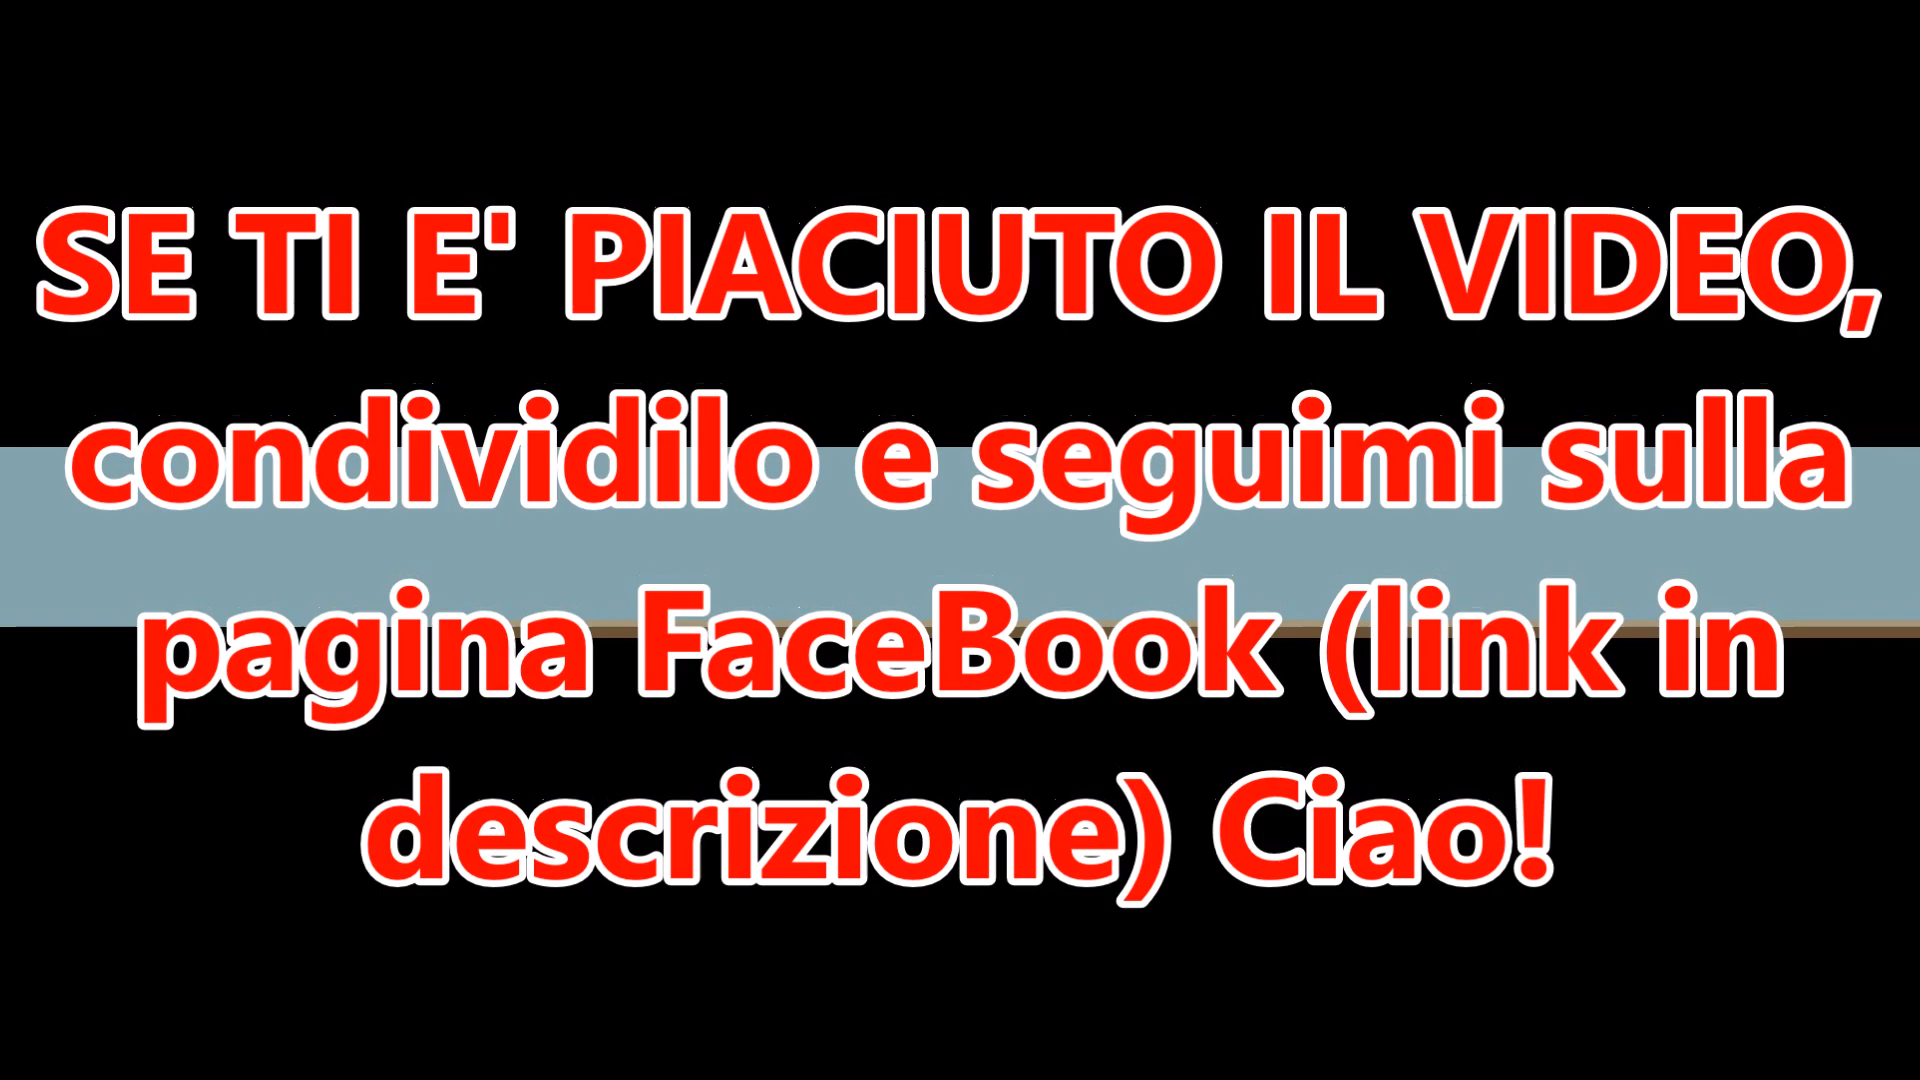 SE TI E' PIACIUTO IL VIDEO,
condividilo e seguimi sulla
pagina FaceBook (link in
descrizione) Ciao!